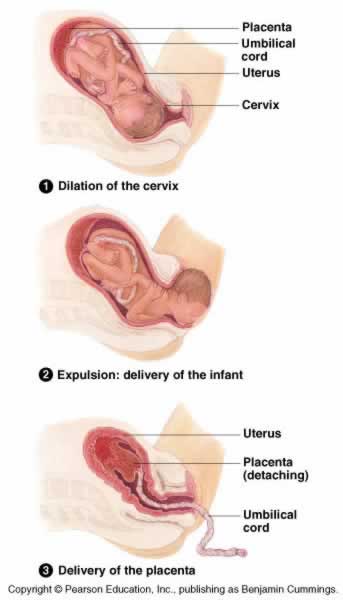 Placenta
Umbilical
cord
Uterus
Cervix
1 Dilation of the cervix
2 Expulsion: delivery of the infant
Uterus
Placenta
(detaching)
Umbilical
cord
3 Delivery of the placenta
Copyright © Pearson Education, Inc., publishing as Benjamin Cummings.